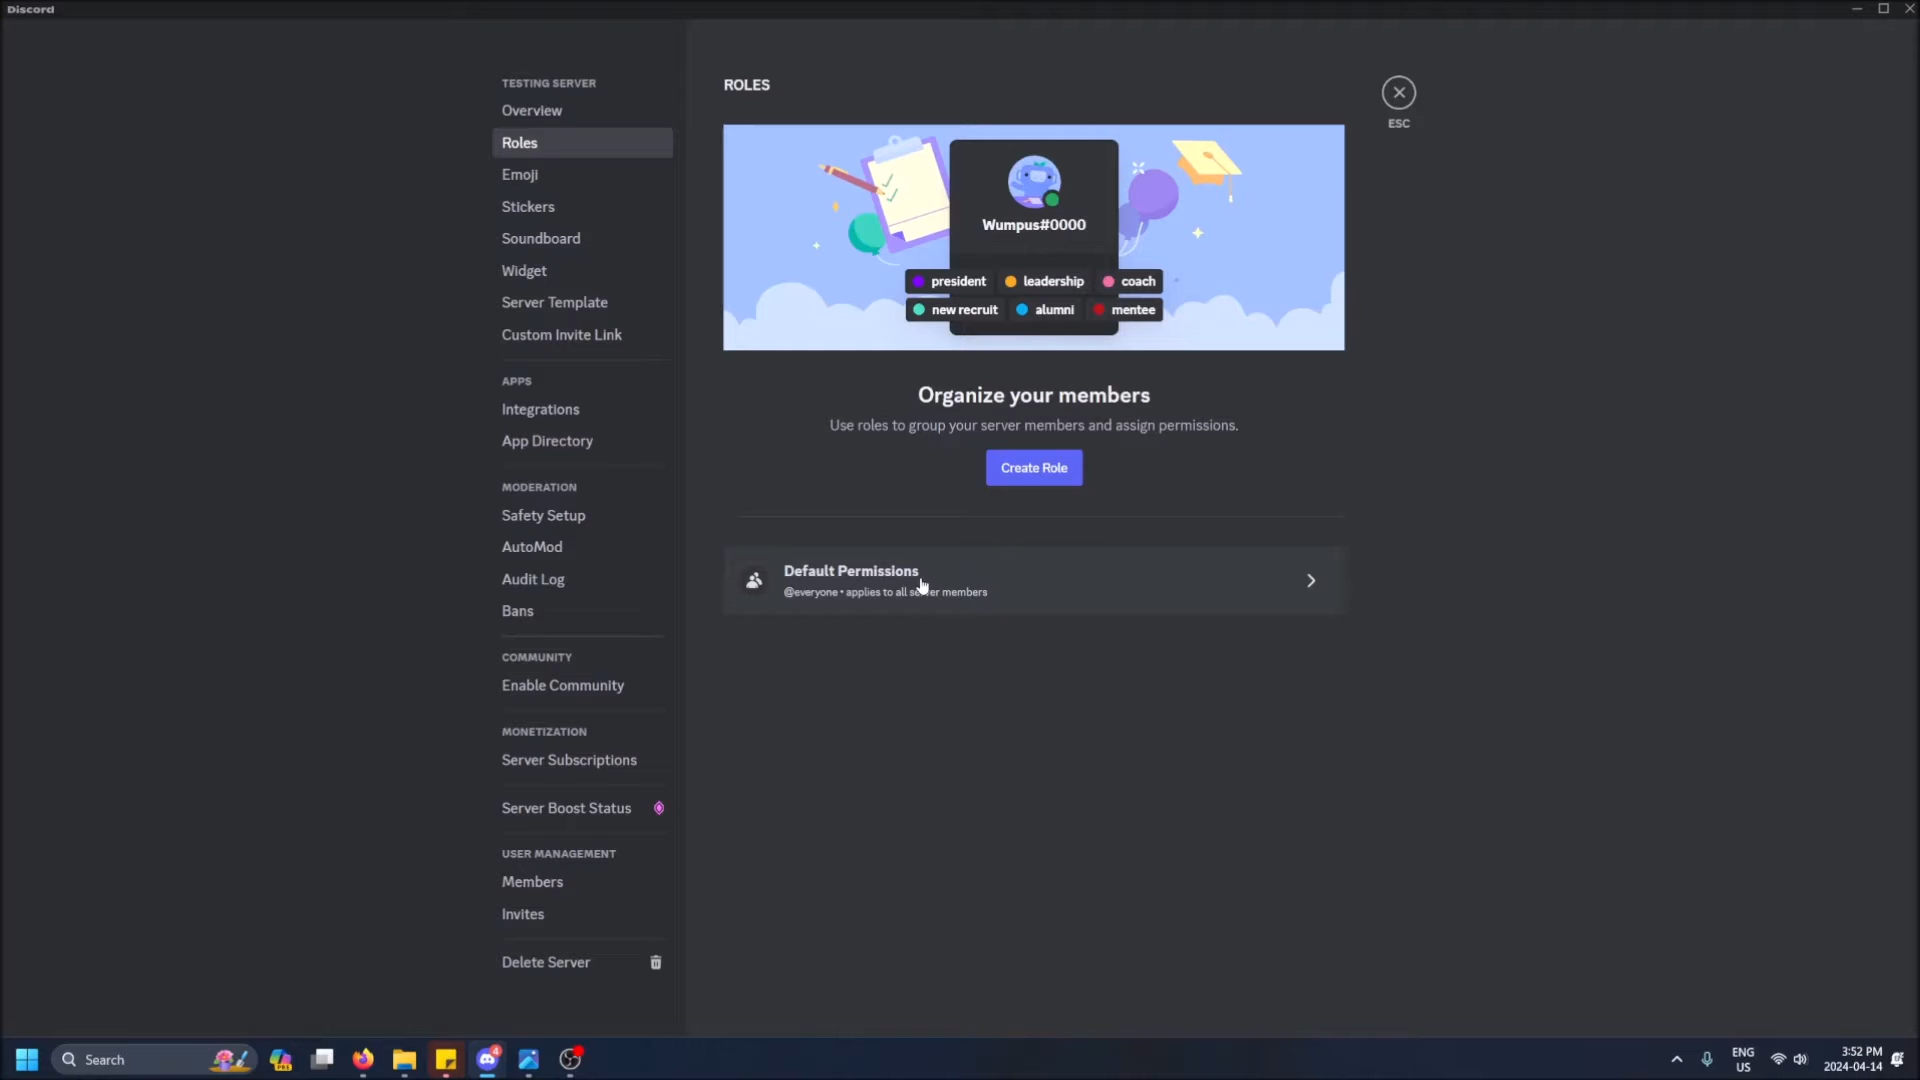 Discord
TESTING SERVER
Overview
Roles
Emoji
Stickers
Soundboard
Widget
Server Template
Custom Invite Link
APPS
Integrations
App Directory
MODERATION
Safety Setup
AutoMod
Audit Log
Bans
COMMUNITY
Enable Community
MONETIZATION
Server Subscriptions
Server Boost Status
USER MANAGEMENT
Members
Invites
Delete Server
ROLES
ESC
Wumpus#0000
president leadership coach
new recruit alumni mentee
Organize your members
Use roles to group your server members and assign permissions.
Create Role
Default Permissions
@everyone • applies to all server members
Search
PRE
4
ENG
US
3:52 PM
2024-04-14